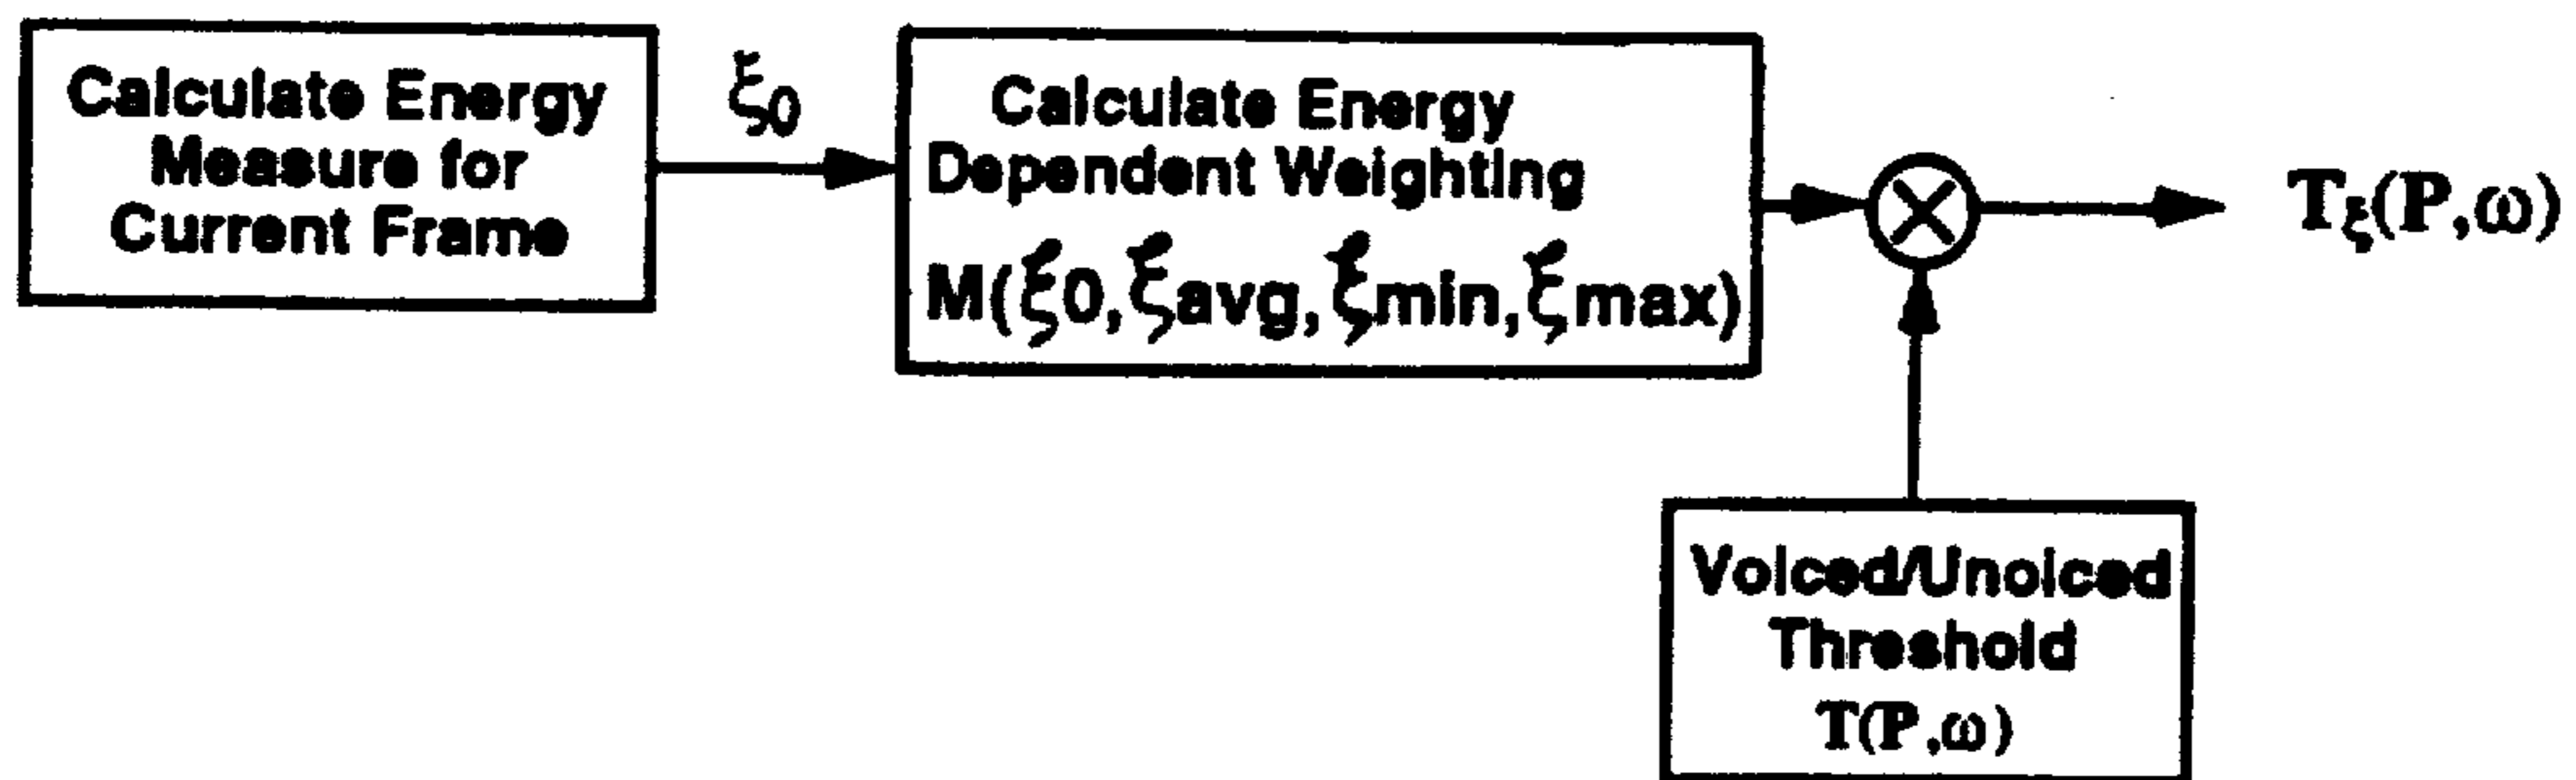 Calculate Energy
Measure for
Current Frame
ξ0
Calculate Energy
Dependent Weighting
M(ξ0,ξavg,ξmin,ξmax)
Tξ(P,ω)
Voiced/Unoiced
Threshold
T(P,ω)